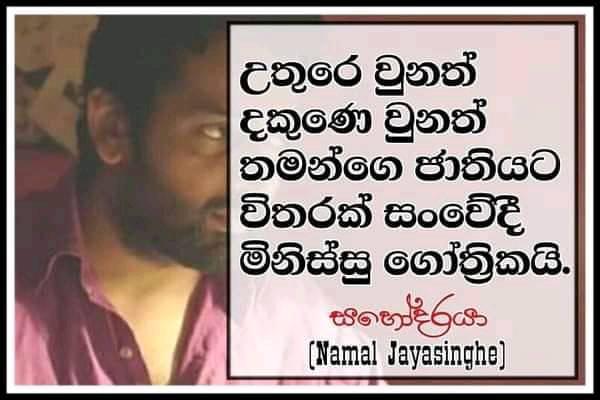 උතුරෙ වුනත්
දකුණෙ වුනත්
තමන්ගෙ ජාතියට
විතරක් සංවේදී
මිනිස්සු ගෝත්‍රිකයි.
සහෝදරයා
(Namal Jayasinghe)